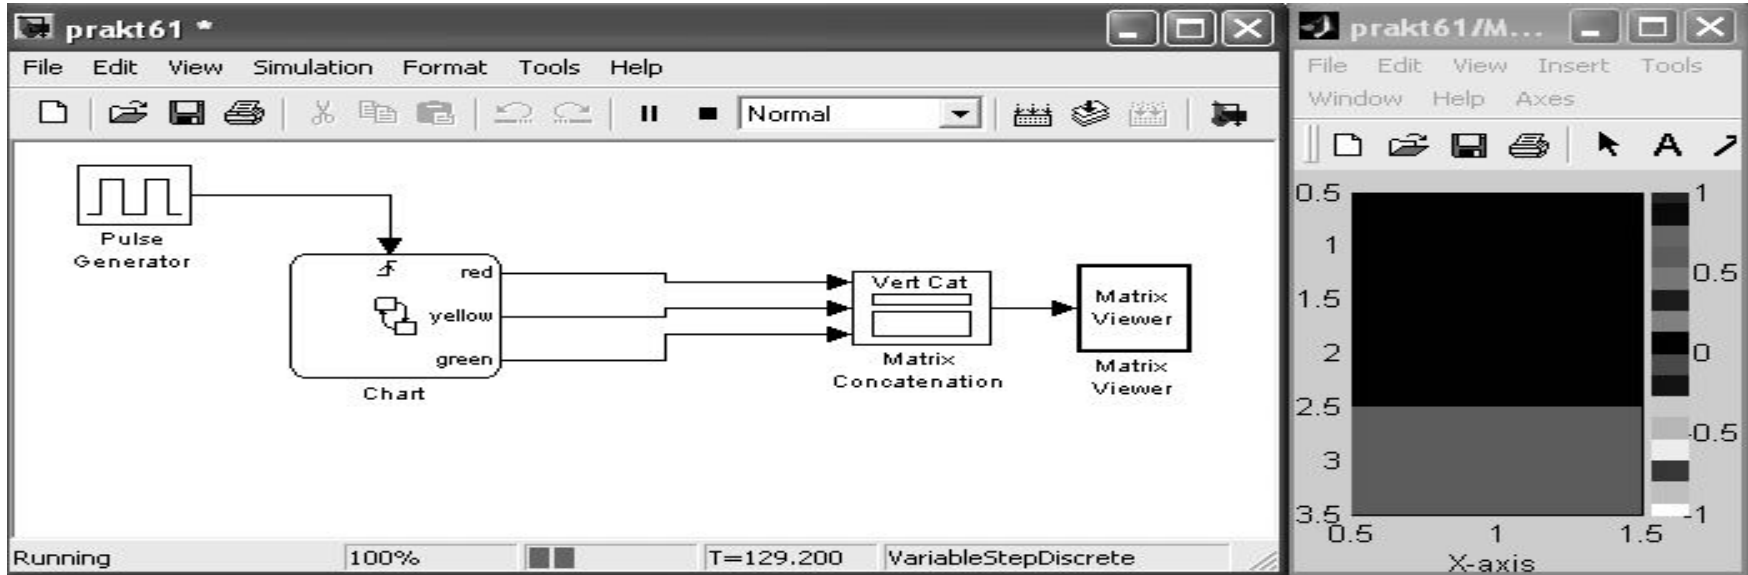 prakt61 *
File Edit View Simulation Format Tools Help
Normal
Pulse
Generator
red
yellow
green
Chart
Vert Cat
Matrix
Concatenation
Matrix
Viewer
Matrix
Viewer
Running 100% T=129.200 VariableStepDiscrete
prakt61/M...
File Edit View Insert Tools
Window Help Axes
A
0.5
1
1.5
2
2.5
3
3.5
0.5 1 1.5
X-axis
1
0.5
0
-0.5
-1